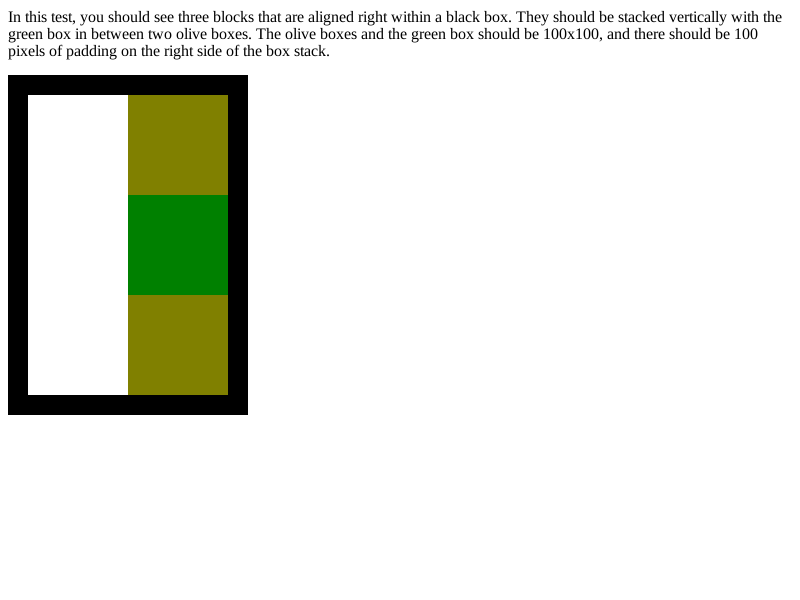 In this test, you should see three blocks that are aligned right within a black box. They should be stacked vertically with the
green box in between two olive boxes. The olive boxes and the green box should be 100x100, and there should be 100
pixels of padding on the right side of the box stack.